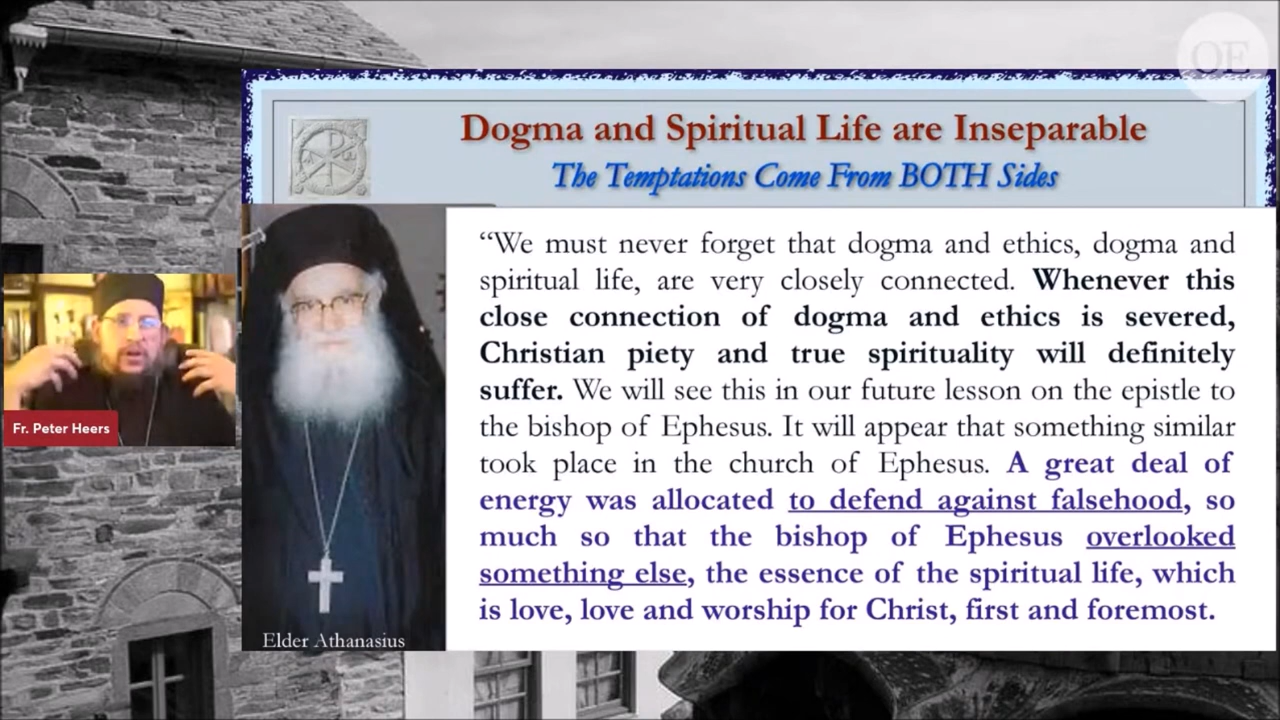 OE
Dogma and Spiritual Life are Inseparable
The Temptations Come From BOTH Sides
“We must never forget that dogma and ethics, dogma and
spiritual life, are very closely connected. Whenever this
close connection of dogma and ethics is severed,
Christian piety and true spirituality will definitely
suffer. We will see this in our future lesson on the epistle to
the bishop of Ephesus. It will appear that something similar
took place in the church of Ephesus. A great deal of
energy was allocated to defend against falsehood, so
much so that the bishop of Ephesus overlooked
something else, the essence of the spiritual life, which
is love, love and worship for Christ, first and foremost.
Fr. Peter Heers
Elder Athanasius